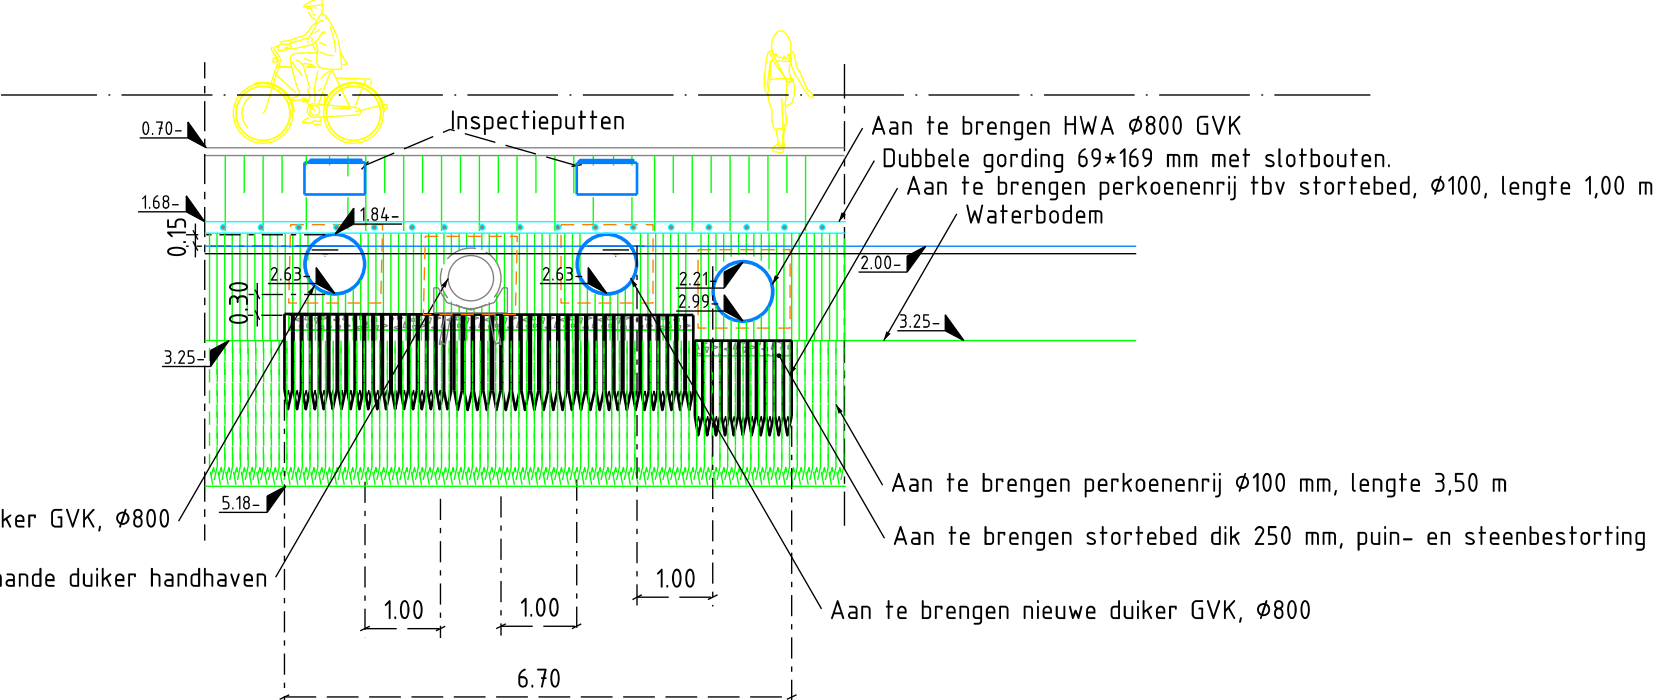 Inspectieputten
0.70-
Aan te brengen HWA Ø800 GVK
Dubbele gording 69*169 mm met slotbouten.
Aan te brengen perkoenenrij tbv stortebed, Ø100, lengte 1,00 m
Waterbodem
1.68-
1.84-
0.15
2.00-
2.63-
2.63-
2.21-
2.99-
0.30
3.25-
3.25-
Aan te brengen perkoenenrij Ø100 mm, lengte 3,50 m
5.18-
ker GVK, Ø800
Aan te brengen stortebed dik 250 mm, puin- en steenbestorting
aande duiker handhaven
1.00
1.00
1.00
Aan te brengen nieuwe duiker GVK, Ø800
6.70